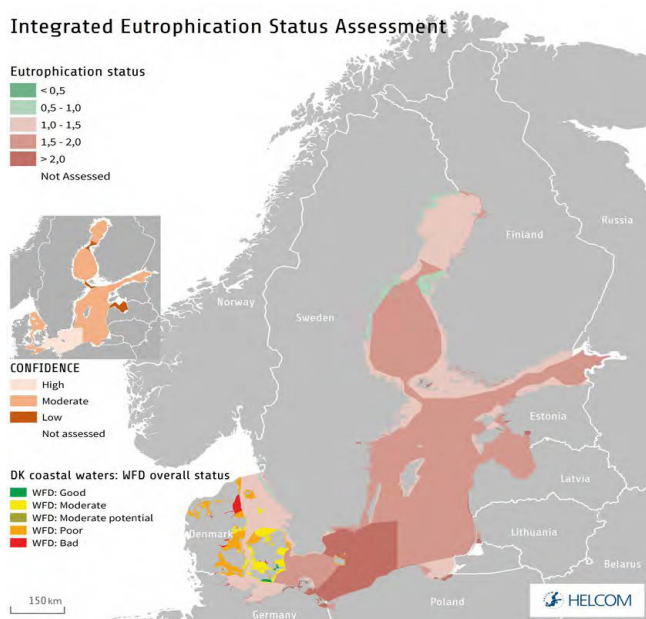 Integrated Eutrophication Status Assessment
Eutrophication status
< 0,5
0,5 - 1,0
1,0 - 1,5
1,5 - 2,0
> 2,0
Not Assessed
CONFIDENCE
High
Moderate
Low
Not assessed
DK coastal waters: WFD overall status
WFD: Good
WFD: Moderate
WFD: Moderate potential
WFD: Poor
WFD: Bad
150 km
Norway
Sweden
Finland
Russia
Estonia
Latvia
Lithuania
Belarus
Denmark
Germany
Poland
HELCOM